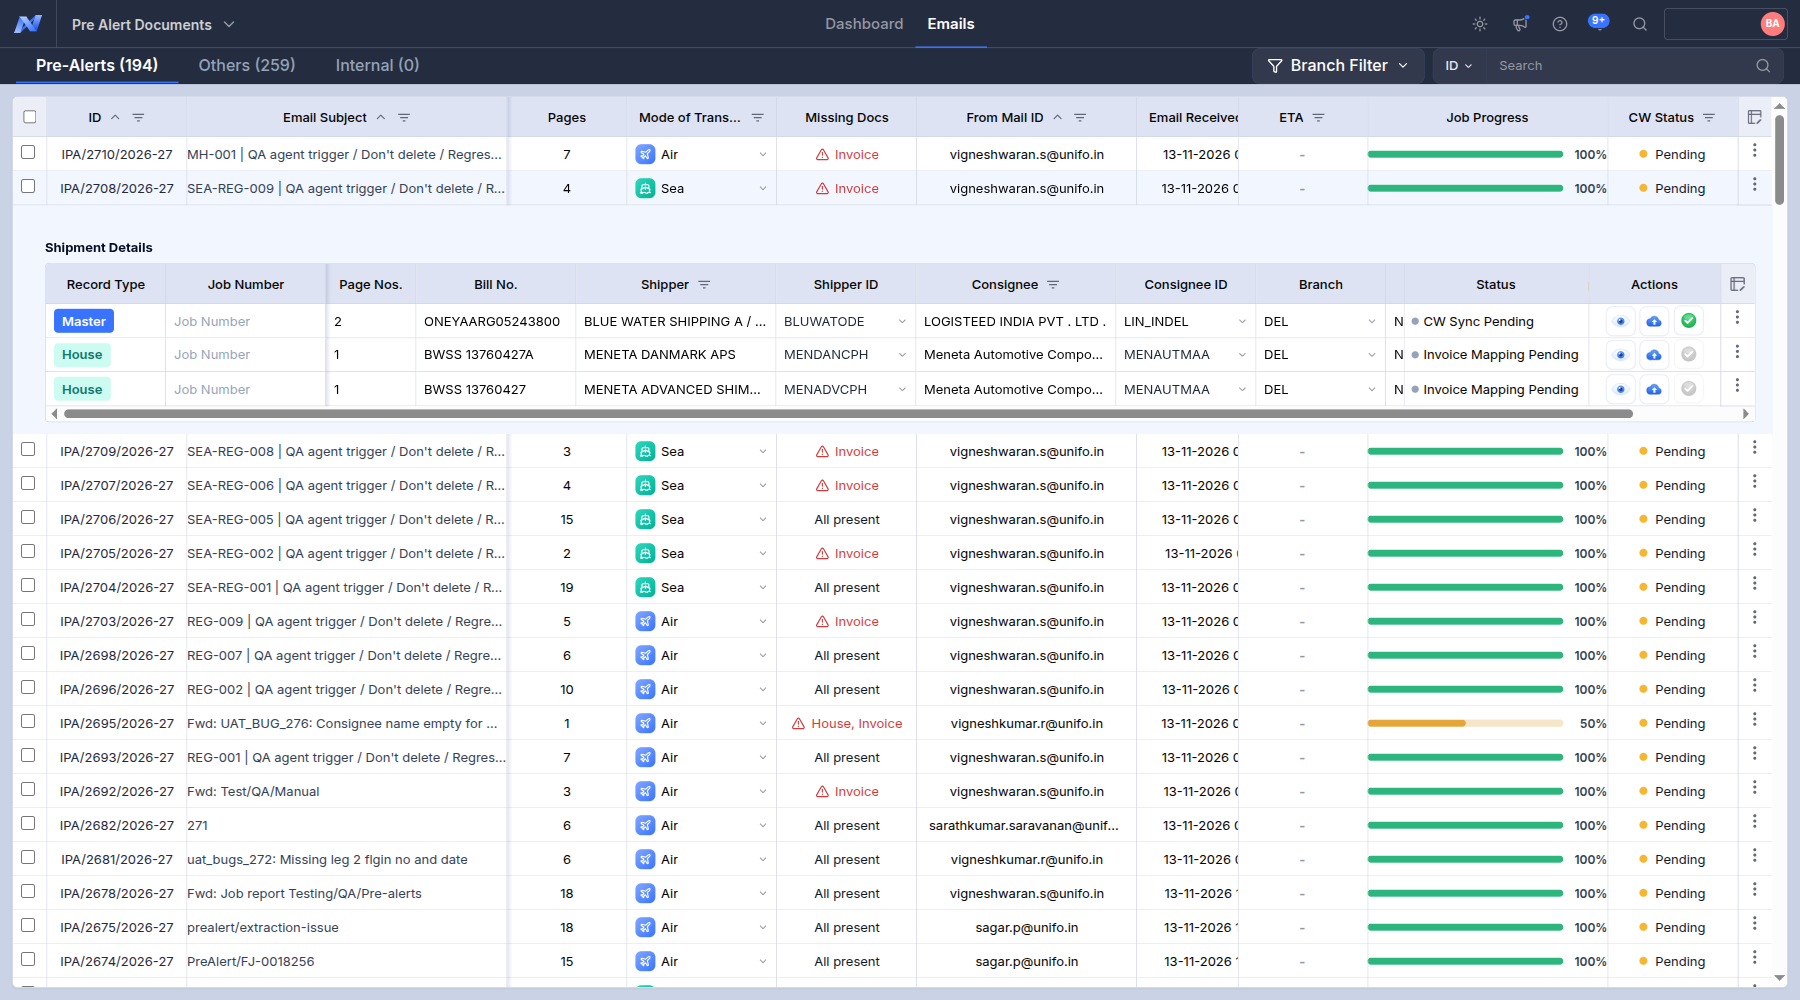 Pre Alert Documents
Dashboard
Emails
9+
BA
Pre-Alerts (194)
Others (259)
Internal (0)
Branch Filter
ID
Search
ID Email Subject Pages Mode of Trans... Missing Docs From Mail ID Email Received ETA Job Progress CW Status
IPA/2710/2026-27 MH-001 | QA agent trigger / Don't delete / Regres... 7 Air Invoice vigneshwaran.s@unifo.in 13-11-2026 - 100% Pending
IPA/2708/2026-27 SEA-REG-009 | QA agent trigger / Don't delete / R... 4 Sea Invoice vigneshwaran.s@unifo.in 13-11-2026 - 100% Pending
Shipment Details
Record Type Job Number Page Nos. Bill No. Shipper Shipper ID Consignee Consignee ID Branch Status Actions
Master Job Number 2 ONEYAARG05243800 BLUE WATER SHIPPING A / ... BLUWATODE LOGISTEED INDIA PVT . LTD . LIN_INDEL DEL N CW Sync Pending
House Job Number 1 BWSS 13760427A MENETA DANMARK APS MENDANCPH Meneta Automotive Compo... MENAUTMAA DEL N Invoice Mapping Pending
House Job Number 1 BWSS 13760427 MENETA ADVANCED SHIM... MENADVCPH Meneta Automotive Compo... MENAUTMAA DEL N Invoice Mapping Pending
IPA/2709/2026-27 SEA-REG-008 | QA agent trigger / Don't delete / R... 3 Sea Invoice vigneshwaran.s@unifo.in 13-11-2026 - 100% Pending
IPA/2707/2026-27 SEA-REG-006 | QA agent trigger / Don't delete / R... 4 Sea Invoice vigneshwaran.s@unifo.in 13-11-2026 - 100% Pending
IPA/2706/2026-27 SEA-REG-005 | QA agent trigger / Don't delete / R... 15 Sea All present vigneshwaran.s@unifo.in 13-11-2026 - 100% Pending
IPA/2705/2026-27 SEA-REG-002 | QA agent trigger / Don't delete / R... 2 Sea Invoice vigneshwaran.s@unifo.in 13-11-2026 - 100% Pending
IPA/2704/2026-27 SEA-REG-001 | QA agent trigger / Don't delete / R... 19 Sea All present vigneshwaran.s@unifo.in 13-11-2026 - 100% Pending
IPA/2703/2026-27 REG-009 | QA agent trigger / Don't delete / Regre... 5 Air Invoice vigneshwaran.s@unifo.in 13-11-2026 - 100% Pending
IPA/2698/2026-27 REG-007 | QA agent trigger / Don't delete / Regre... 6 Air All present vigneshwaran.s@unifo.in 13-11-2026 - 100% Pending
IPA/2696/2026-27 REG-002 | QA agent trigger / Don't delete / Regre... 10 Air All present vigneshwaran.s@unifo.in 13-11-2026 - 100% Pending
IPA/2695/2026-27 Fwd: UAT_BUG_276: Consignee name empty for ... 1 Air House, Invoice vigneshkumar.r@unifo.in 13-11-2026 - 50% Pending
IPA/2693/2026-27 REG-001 | QA agent trigger / Don't delete / Regres... 7 Air All present vigneshwaran.s@unifo.in 13-11-2026 - 100% Pending
IPA/2692/2026-27 Fwd: Test/QA/Manual 3 Air Invoice vigneshwaran.s@unifo.in 13-11-2026 - 100% Pending
IPA/2682/2026-27 271 6 Air All present sarathkumar.saravanan@unif... 13-11-2026 - 100% Pending
IPA/2681/2026-27 uat_bugs_272: Missing leg 2 flgin no and date 6 Air All present vigneshkumar.r@unifo.in 13-11-2026 - 100% Pending
IPA/2678/2026-27 Fwd: Job report Testing/QA/Pre-alerts 18 Air All present vigneshwaran.s@unifo.in 13-11-2026 - 100% Pending
IPA/2675/2026-27 prealert/extraction-issue 18 Air All present sagar.p@unifo.in 13-11-2026 - 100% Pending
IPA/2674/2026-27 PreAlert/FJ-0018256 15 Air All present sagar.p@unifo.in 13-11-2026 - 100% Pending